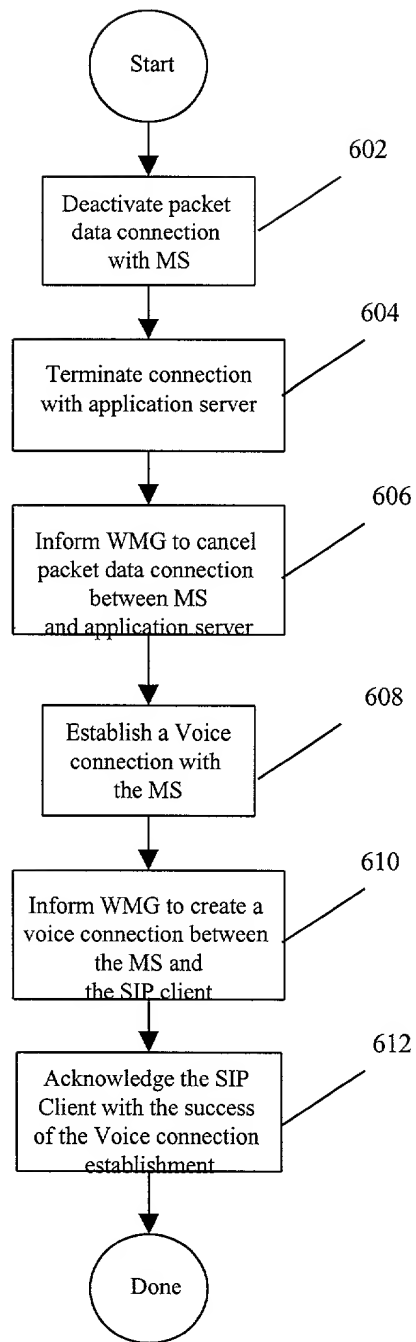 Start
602
Deactivate packet
data connection
with MS
604
Terminate connection
with application server
606
Inform WMG to cancel
packet data connection
between MS
and application server
608
Establish a Voice
connection with
the MS
610
Inform WMG to create a
voice connection between
the MS and
the SIP client
612
Acknowledge the SIP
Client with the success
of the Voice connection
establishment
Done